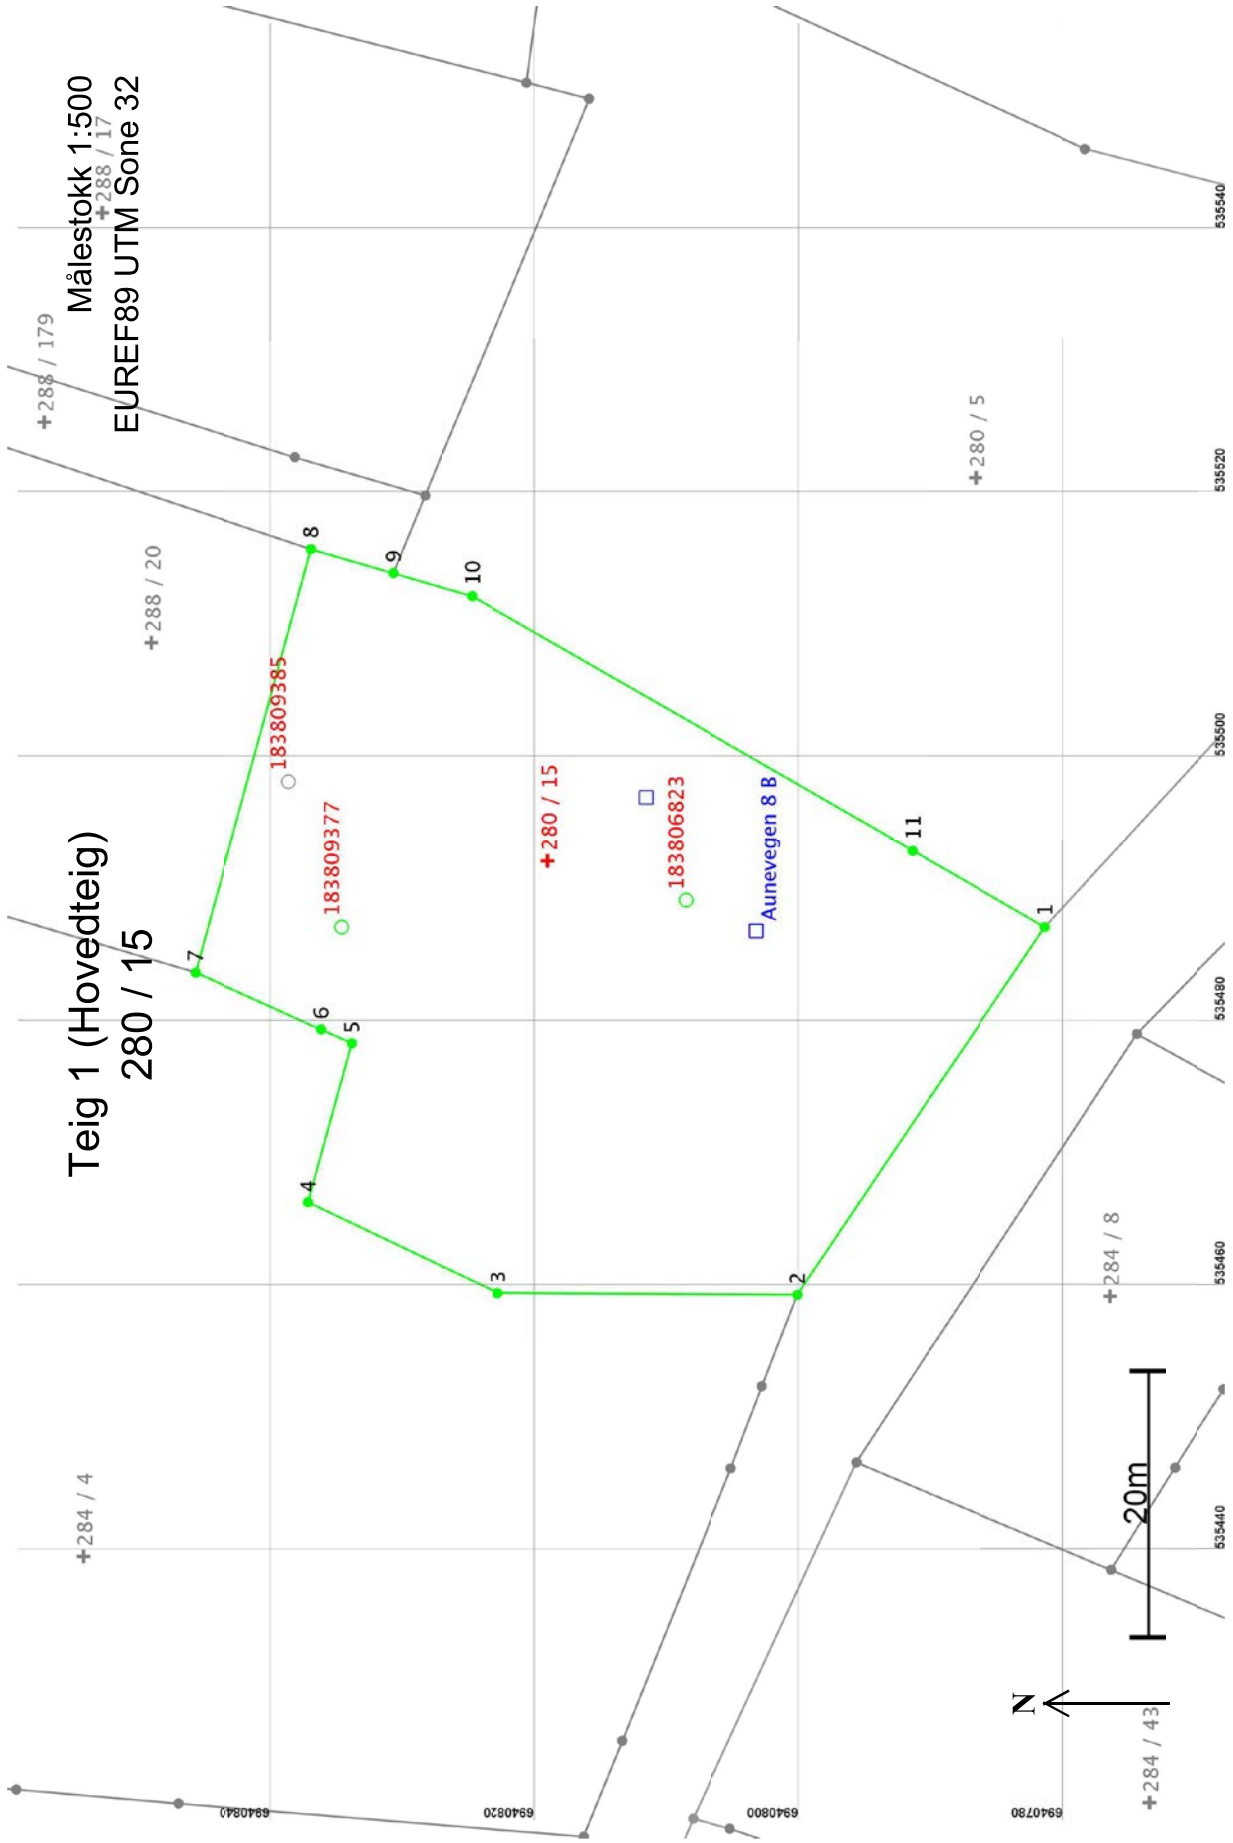 Teig 1 (Hovedteig)
280 / 15
Målestokk 1:500
EUREF89 UTM Sone 32
+284 / 4
+288 / 20
+288 / 179
+288 / 17
7
8
6
5
4
9
10
3
2
11
1
183809385
183809377
+280 / 15
183806823
Aunevegen 8 B
+280 / 5
+284 / 8
+284 / 43
6940840
6940820
6940800
6940780
N
20m
535440
535460
535480
535500
535520
535540